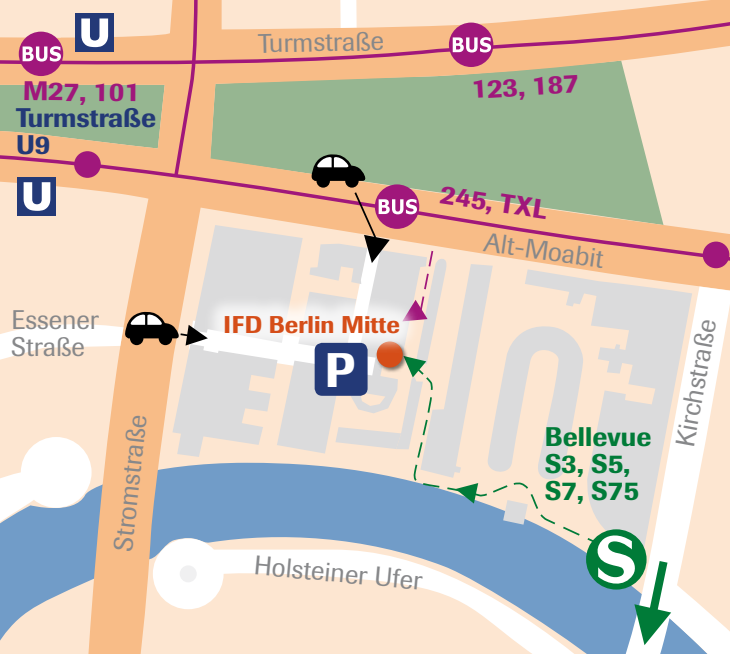 U
BUS
Turmstraße
BUS
M27, 101
123, 187
Turmstraße
U9
U
BUS
245, TXL
Alt-Moabit
Essener
Straße
IFD Berlin Mitte
P
Kirchstraße
Stromstraße
Bellevue
S3, S5,
S7, S75
S
Holsteiner Ufer